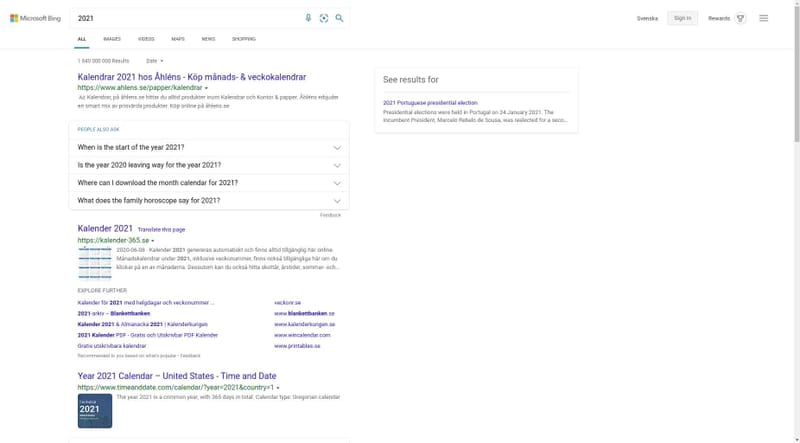 Microsoft Bing
2021
Svenska
Sign in
Rewards
ALL
IMAGES
VIDEOS
MAPS
NEWS
SHOPPING
1 640 000 000 Results
Date
Kalendrar 2021 hos Åhléns - Köp månads- & veckokalendrar
https://www.ahlens.se/papper/kalendrar
Kalendrar, på åhlens.se hittar du alltid produkter inom Kalendrar och Kontor & papper. Åhléns erbjuder
en smart mix av prisvärda produkter. Köp online på åhlens.se
PEOPLE ALSO ASK
When is the start of the year 2021?
Is the year 2020 leaving way for the year 2021?
Where can I download the month calendar for 2021?
What does the family horoscope say for 2021?
Feedback
Kalender 2021 Translate this page
https://kalender-365.se
2020-06-08 · Kalender 2021 genereras automatiskt och finns alltid tillgänglig här online.
Månadskalendrar under 2021, inklusive veckonummer, finns också tillgängliga här om du
klickar på en av månaderna. Dessutom kan du också hitta skottår, årstider, sommar- och...
EXPLORE FURTHER
Kalender för 2021 med helgdagar och veckonummer ...
veckonr.se
2021-arkiv – Blankettbanken
www.blankettbanken.se
Kalender 2021 & Almanacka 2021 | Kalenderkungen
www.kalenderkungen.se
2021 Kalender PDF - Gratis och Utskrivbar PDF Kalender
www.wincalendar.com
Gratis utskrivbara kalendrar
www.printables.se
Recommended to you based on what's popular • Feedback
Year 2021 Calendar – United States - Time and Date
https://www.timeanddate.com/calendar/?year=2021&country=1
The year 2021 is a common year, with 365 days in total. Calendar type: Gregorian calendar
2021
See results for
2021 Portuguese presidential election
Presidential elections were held in Portugal on 24 January 2021. The
incumbent President, Marcelo Rebelo de Sousa, was reelected for a seco...